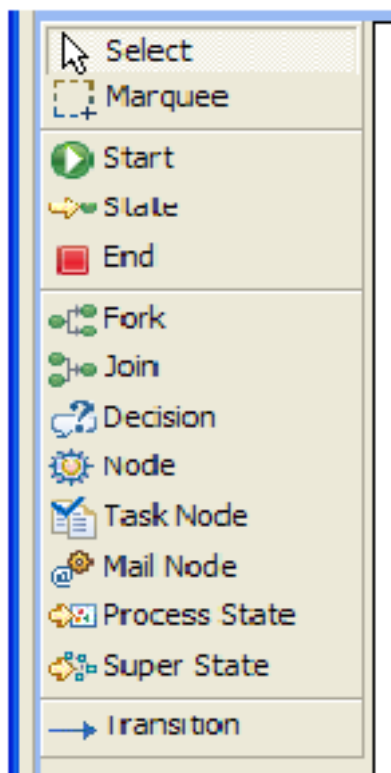 Select
Marquee
Start
State
End
Fork
Join
Decision
Node
Task Node
Mail Node
Process State
Super State
Transition